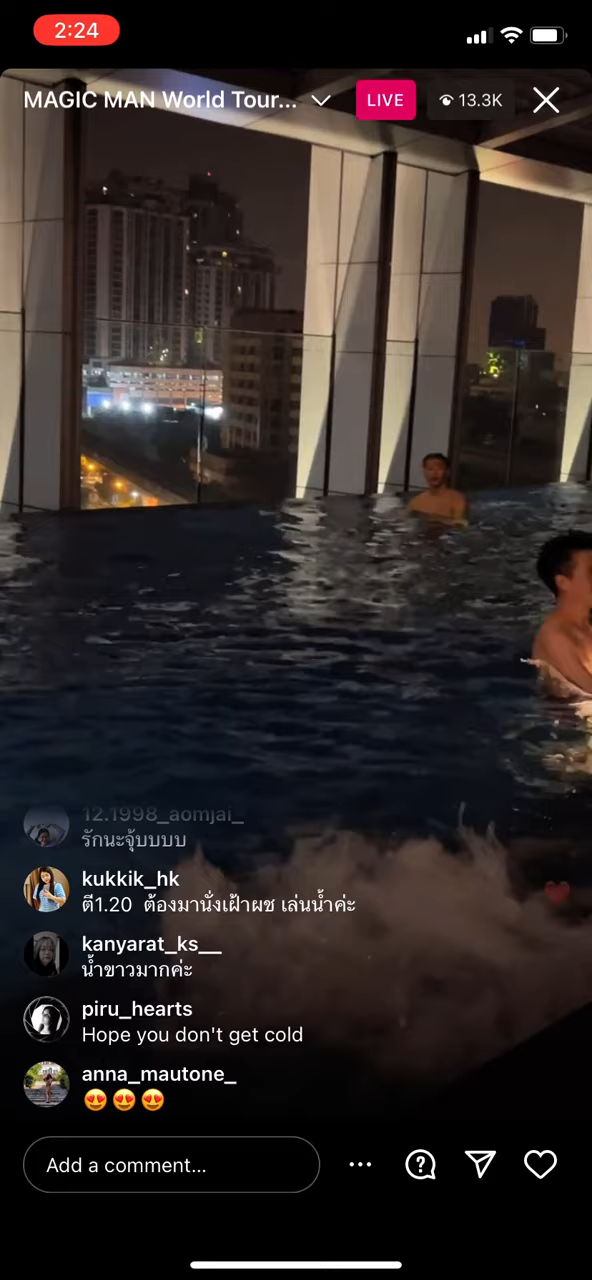 2:24
MAGIC MAN World Tour...
LIVE
13.3K
12.1998_aomjai_
รักนะจุ้บบบบ
kukkik_hk
ตี1.20 ต้องมานั่งเฝ้าผช เล่นน้ำค่ะ
kanyarat_ks__
น้ำขาวมากค่ะ
piru_hearts
Hope you don't get cold
anna_mautone_
😍😍😍
Add a comment...